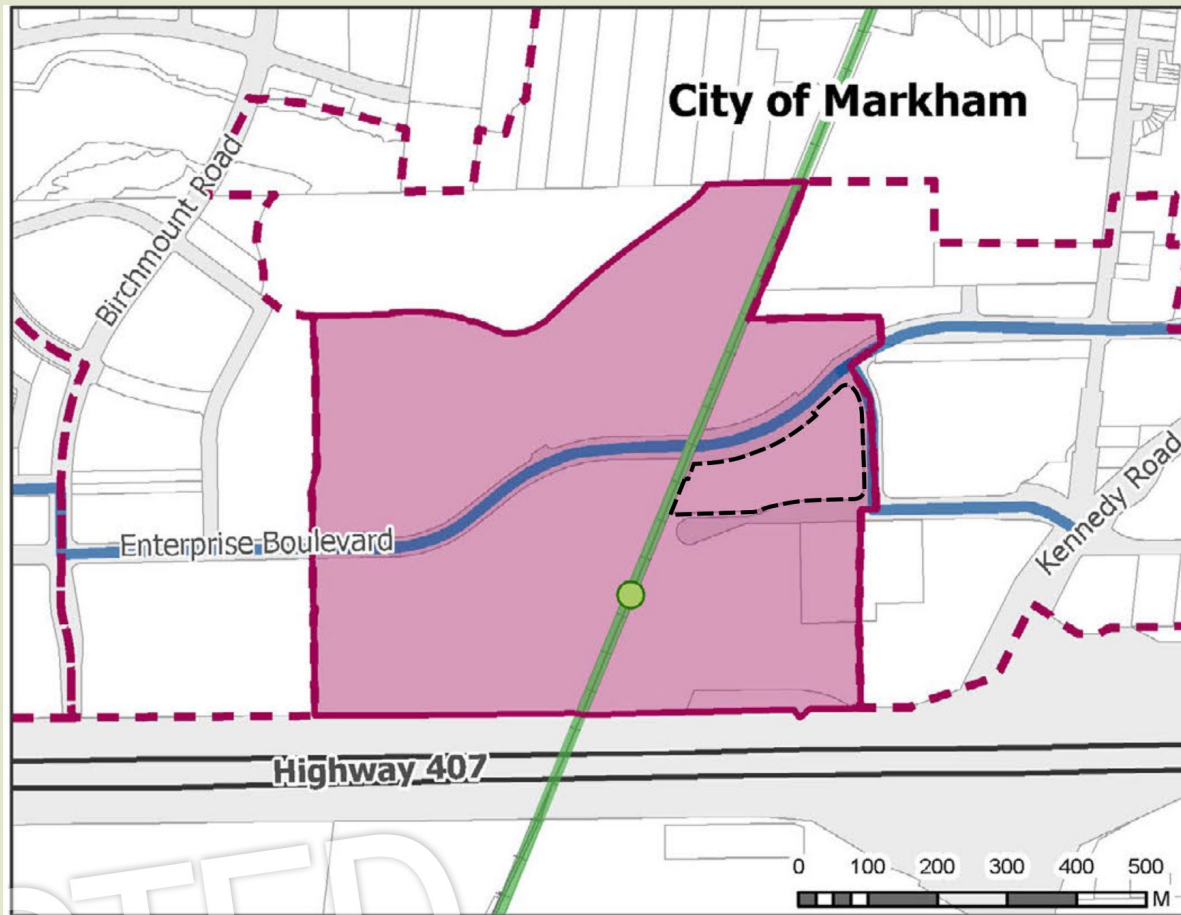 City of Markham
Birchmount Road
Enterprise Boulevard
Kennedy Road
Highway 407
0 100 200 300 400 500
M